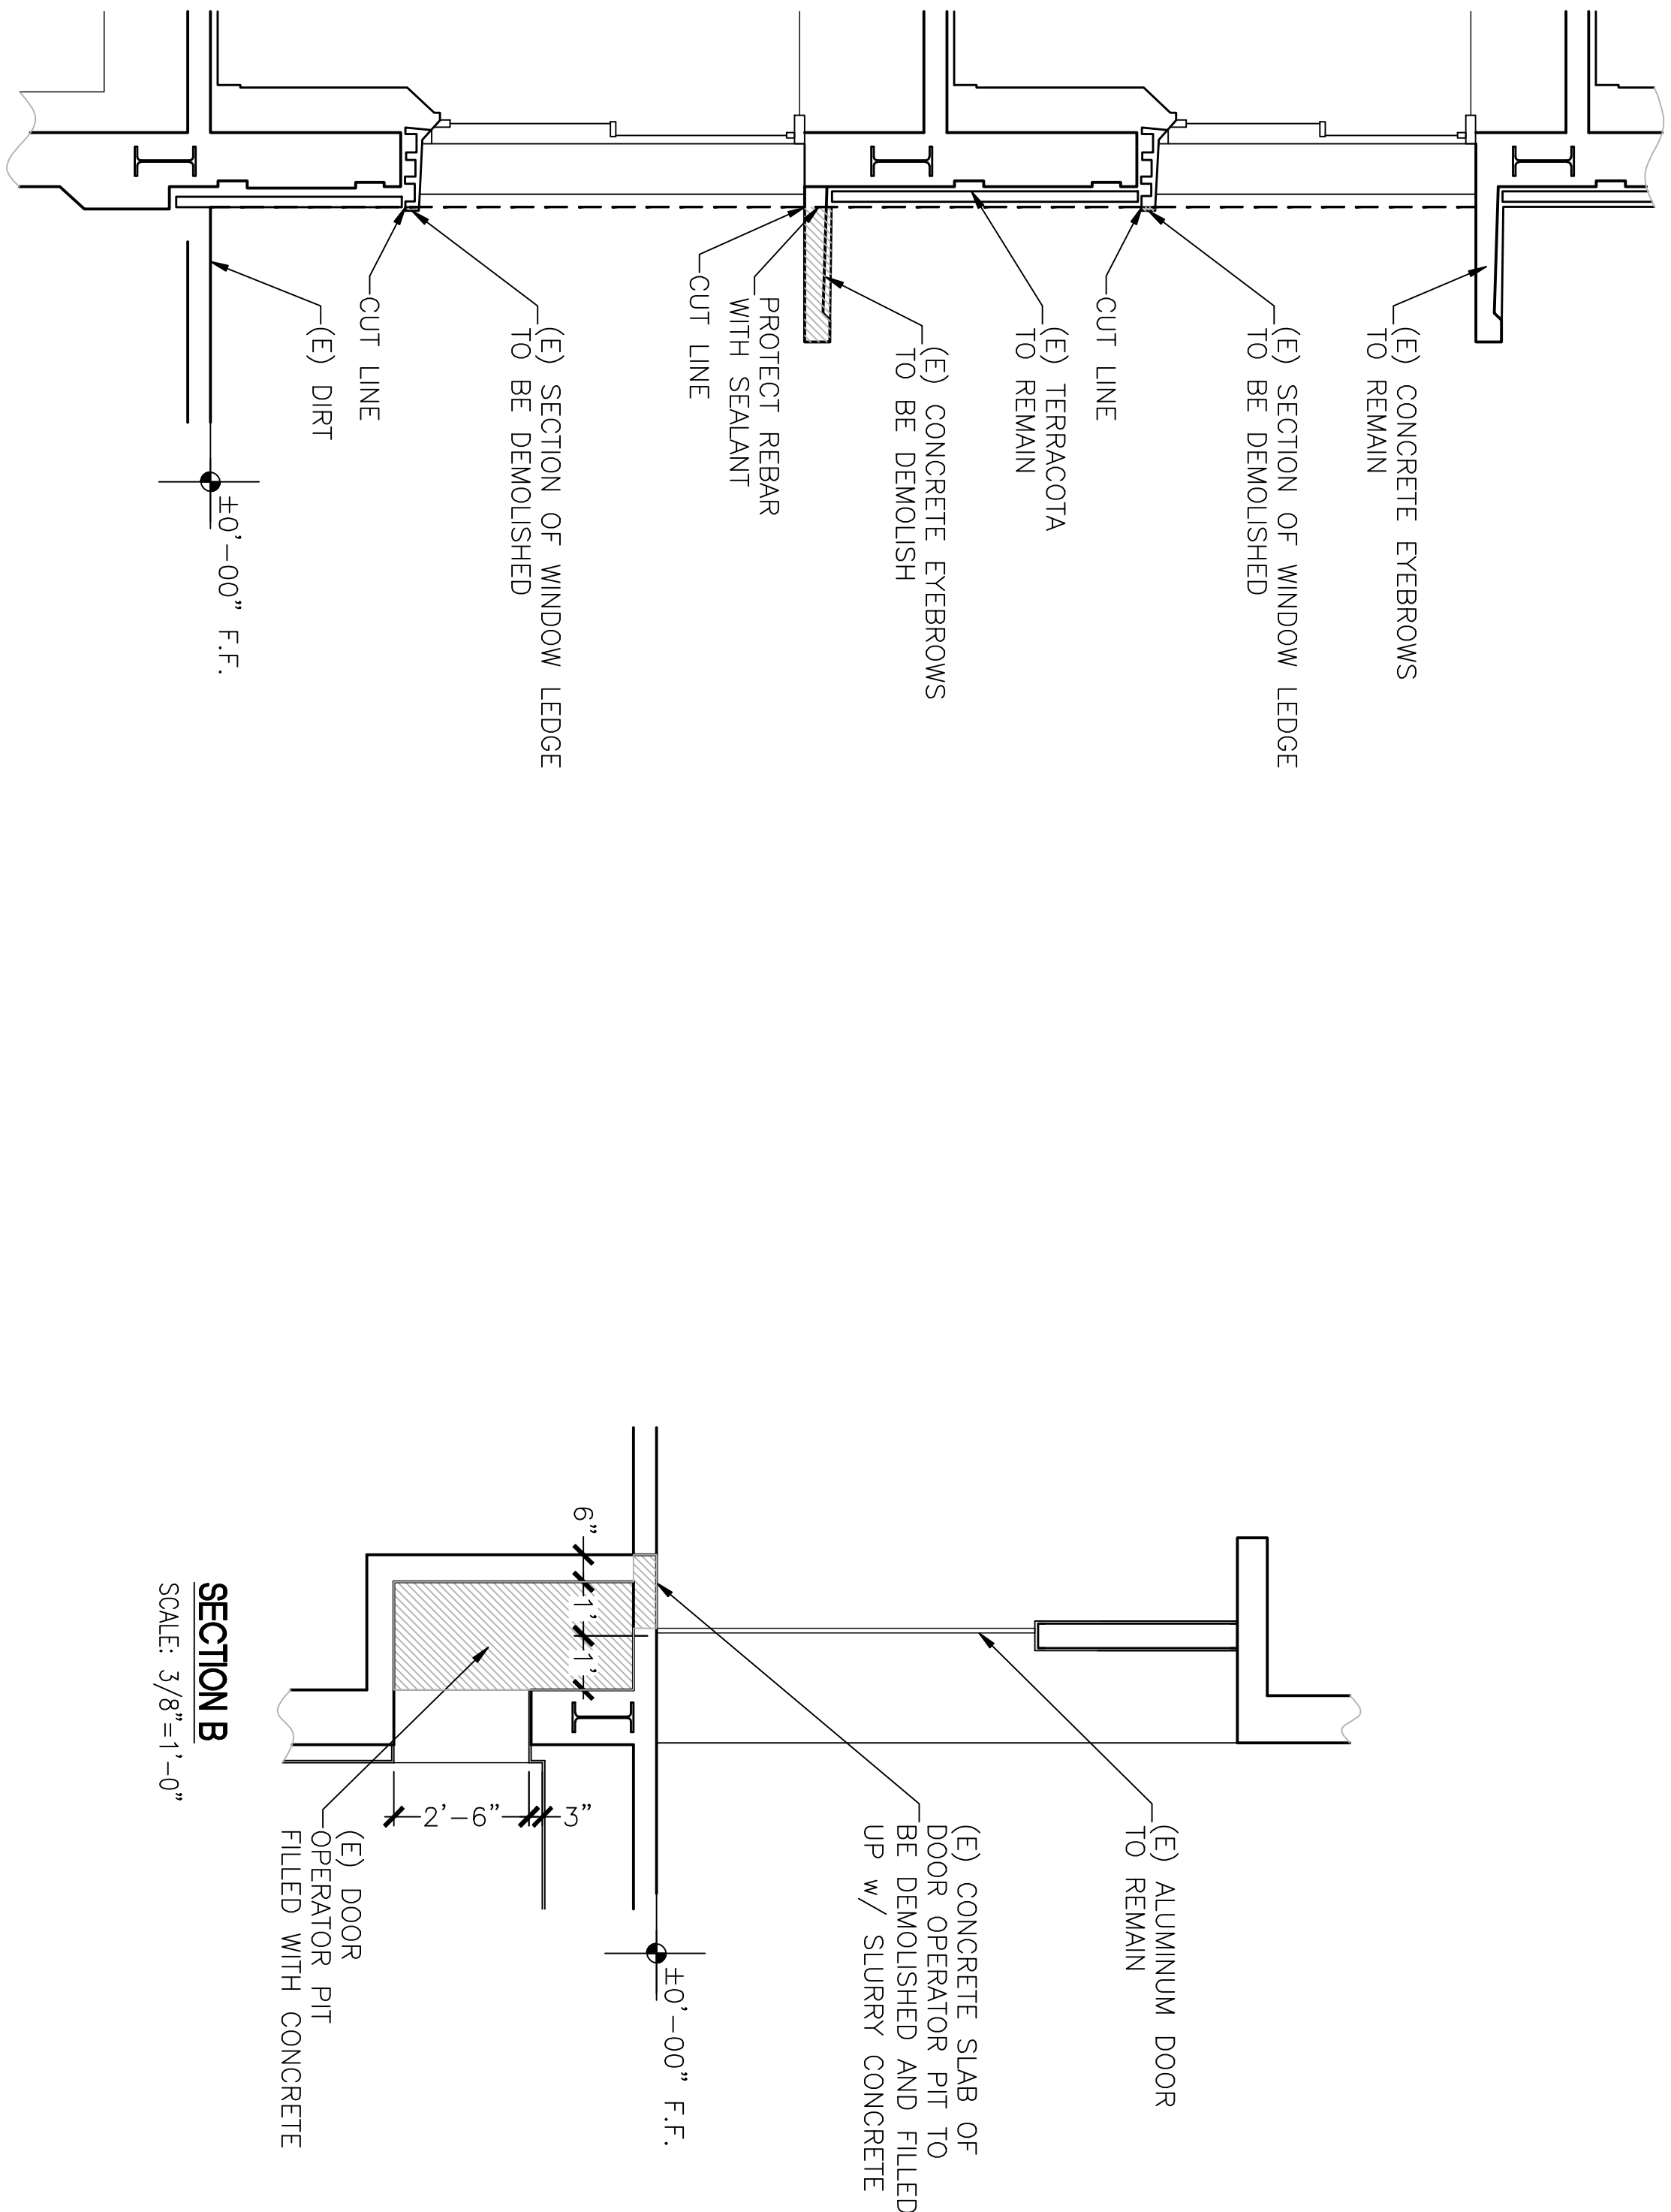 (E) CONCRETE EYEBROWS
TO REMAIN
(E) SECTION OF WINDOW LEDGE
TO BE DEMOLISHED
CUT LINE
(E) TERRACOTA
TO REMAIN
(E) CONCRETE EYEBROWS
TO BE DEMOLISH
PROTECT REBAR
WITH SEALANT
CUT LINE
(E) SECTION OF WINDOW LEDGE
TO BE DEMOLISHED
CUT LINE
(E) DIRT
±0'-00" F.F.
(E) ALUMINUM DOOR
TO REMAIN
(E) CONCRETE SLAB OF
DOOR OPERATOR PIT TO
BE DEMOLISHED AND FILLED
UP w/ SLURRY CONCRETE
±0'-00" F.F.
6"
1'
1'
3"
2'-6"
(E) DOOR
OPERATOR PIT
FILLED WITH CONCRETE
SECTION B
SCALE: 3/8"=1'-0"